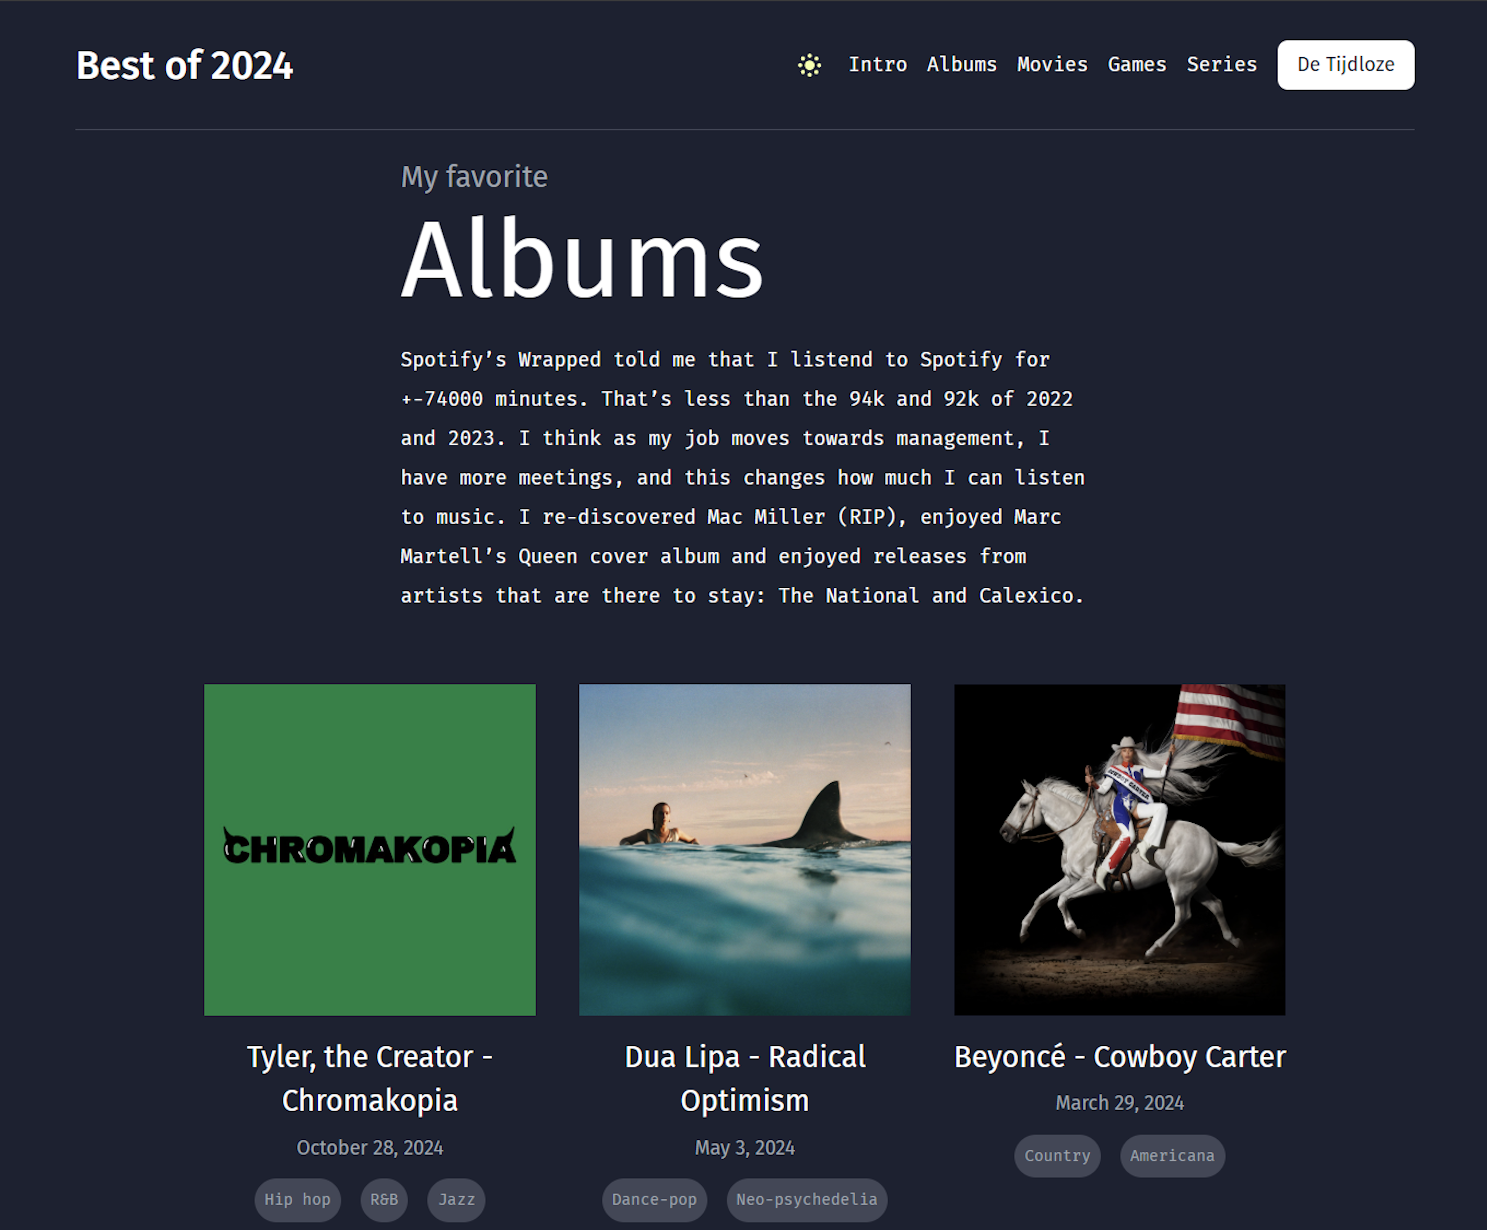 Best of 2024
Intro Albums Movies Games Series De Tijdloze
My favorite
Albums
Spotify’s Wrapped told me that I listend to Spotify for
+-74000 minutes. That’s less than the 94k and 92k of 2022
and 2023. I think as my job moves towards management, I
have more meetings, and this changes how much I can listen
to music. I re-discovered Mac Miller (RIP), enjoyed Marc
Martell’s Queen cover album and enjoyed releases from
artists that are there to stay: The National and Calexico.
CHROMAKOPIA
COWBOY CARTER
Tyler, the Creator -
Chromakopia
October 28, 2024
Hip hop R&B Jazz
Dua Lipa - Radical
Optimism
May 3, 2024
Dance-pop Neo-psychedelia
Beyoncé - Cowboy Carter
March 29, 2024
Country Americana